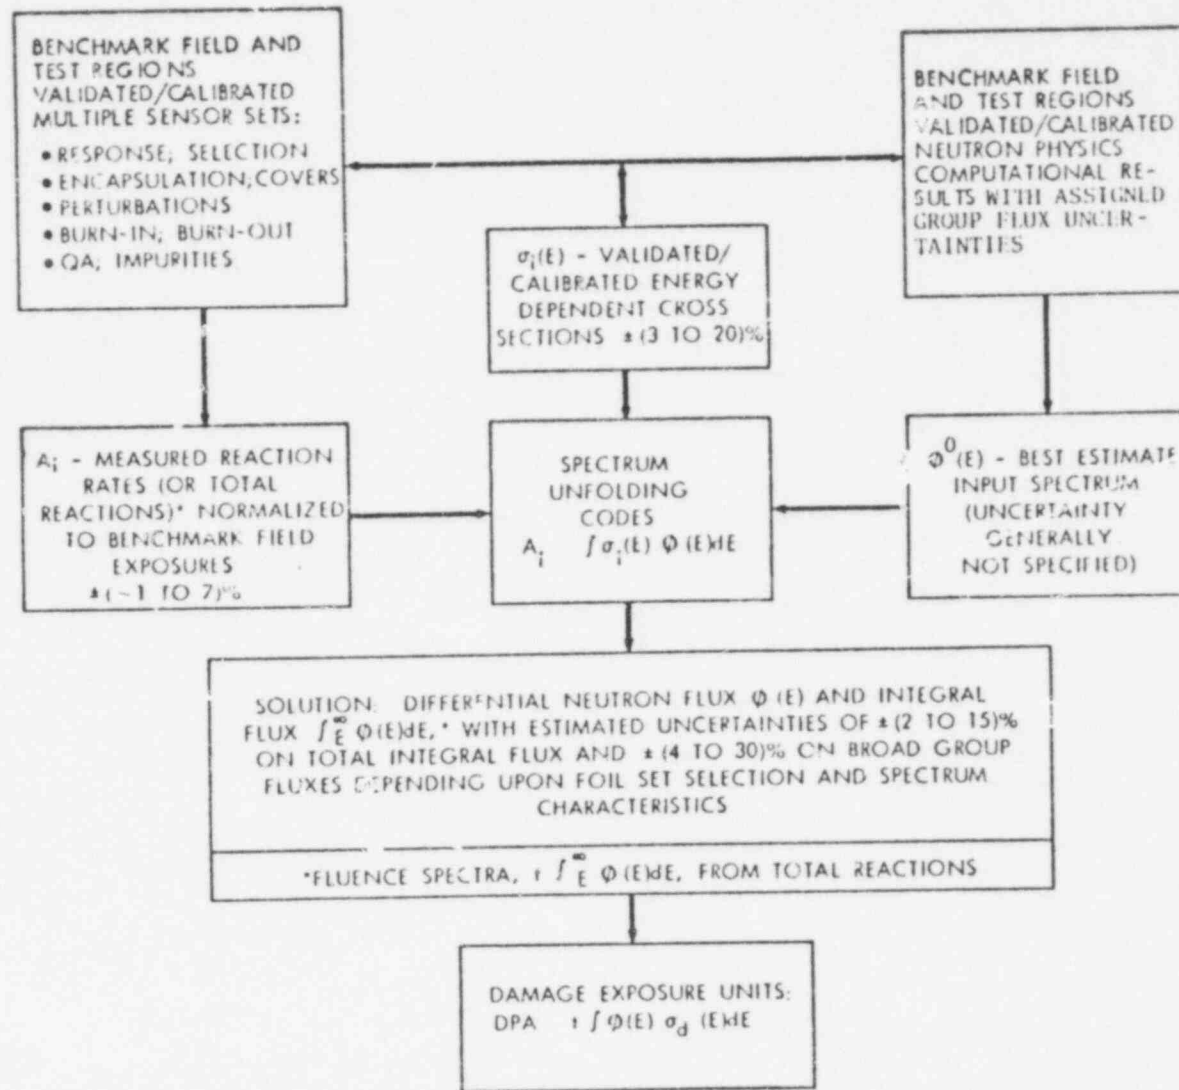 BENCHMARK FIELD AND
TEST REGIONS
VALIDATED/CALIBRATED
MULTIPLE SENSOR SETS:
• RESPONSE; SELECTION
• ENCAPSULATION; COVERS
• PERTURBATIONS
• BURN-IN; BURN-OUT
• QA; IMPURITIES
σi(E) - VALIDATED/
CALIBRATED ENERGY
DEPENDENT CROSS
SECTIONS ±(3 TO 20)%
BENCHMARK FIELD
AND TEST REGIONS
VALIDATED/CALIBRATED
NEUTRON PHYSICS
COMPUTATIONAL RE-
SULTS WITH ASSIGNED
GROUP FLUX UNCER-
TAINTIES
Ai - MEASURED REACTION
RATES (OR TOTAL
REACTIONS)* NORMALIZED
TO BENCHMARK FIELD
EXPOSURES
±(~1 TO 7)%
SPECTRUM
UNFOLDING
CODES
Ai ∫σi(E) φ(E)dE
φ⁰(E) - BEST ESTIMATE
INPUT SPECTRUM
(UNCERTAINTY
GENERALLY
NOT SPECIFIED)
SOLUTION: DIFFERENTIAL NEUTRON FLUX φ(E) AND INTEGRAL
FLUX ∫E∞ φ(E)dE,* WITH ESTIMATED UNCERTAINTIES OF ±(2 TO 15)%
ON TOTAL INTEGRAL FLUX AND ±(4 TO 30)% ON BROAD GROUP
FLUXES DEPENDING UPON FOIL SET SELECTION AND SPECTRUM
CHARACTERISTICS
*FLUENCE SPECTRA, t ∫E∞ φ(E)dE, FROM TOTAL REACTIONS
DAMAGE EXPOSURE UNITS:
DPA t ∫φ(E) σd (E)dE